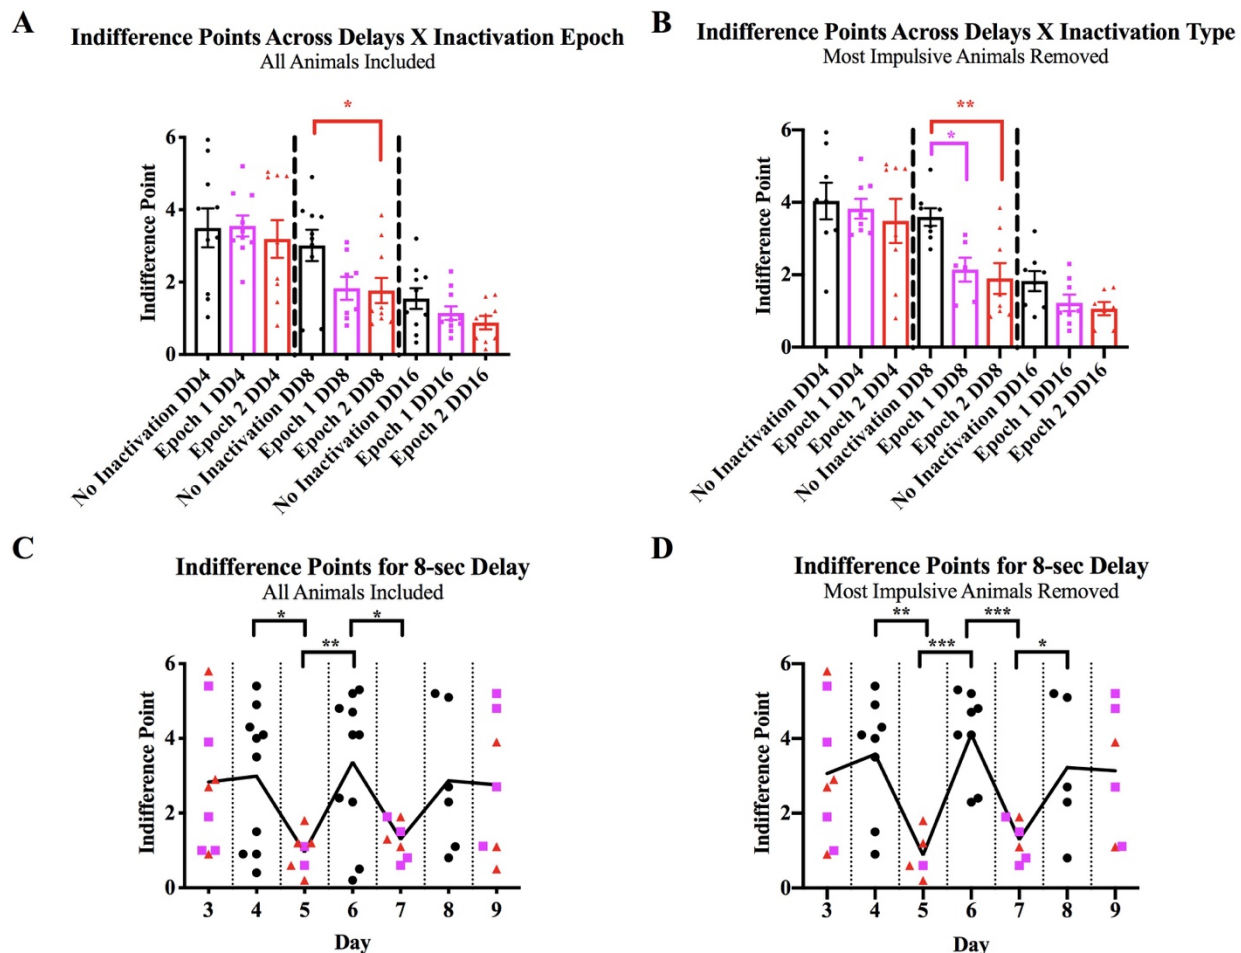 A
Indifference Points Across Delays X Inactivation Epoch
All Animals Included
*
Indifference Point
6
4
2
0
No Inactivation DD4
Epoch 1 DD4
Epoch 2 DD4
No Inactivation DD8
Epoch 1 DD8
Epoch 2 DD8
No Inactivation DD16
Epoch 1 DD16
Epoch 2 DD16
B
Indifference Points Across Delays X Inactivation Type
Most Impulsive Animals Removed
**
*
Indifference Point
6
4
2
0
No Inactivation DD4
Epoch 1 DD4
Epoch 2 DD4
No Inactivation DD8
Epoch 1 DD8
Epoch 2 DD8
No Inactivation DD16
Epoch 1 DD16
Epoch 2 DD16
C
Indifference Points for 8-sec Delay
All Animals Included
* *
**
Indifference Point
6
4
2
0
3 4 5 6 7 8 9
Day
D
Indifference Points for 8-sec Delay
Most Impulsive Animals Removed
** ***
*** *
Indifference Point
6
4
2
0
3 4 5 6 7 8 9
Day